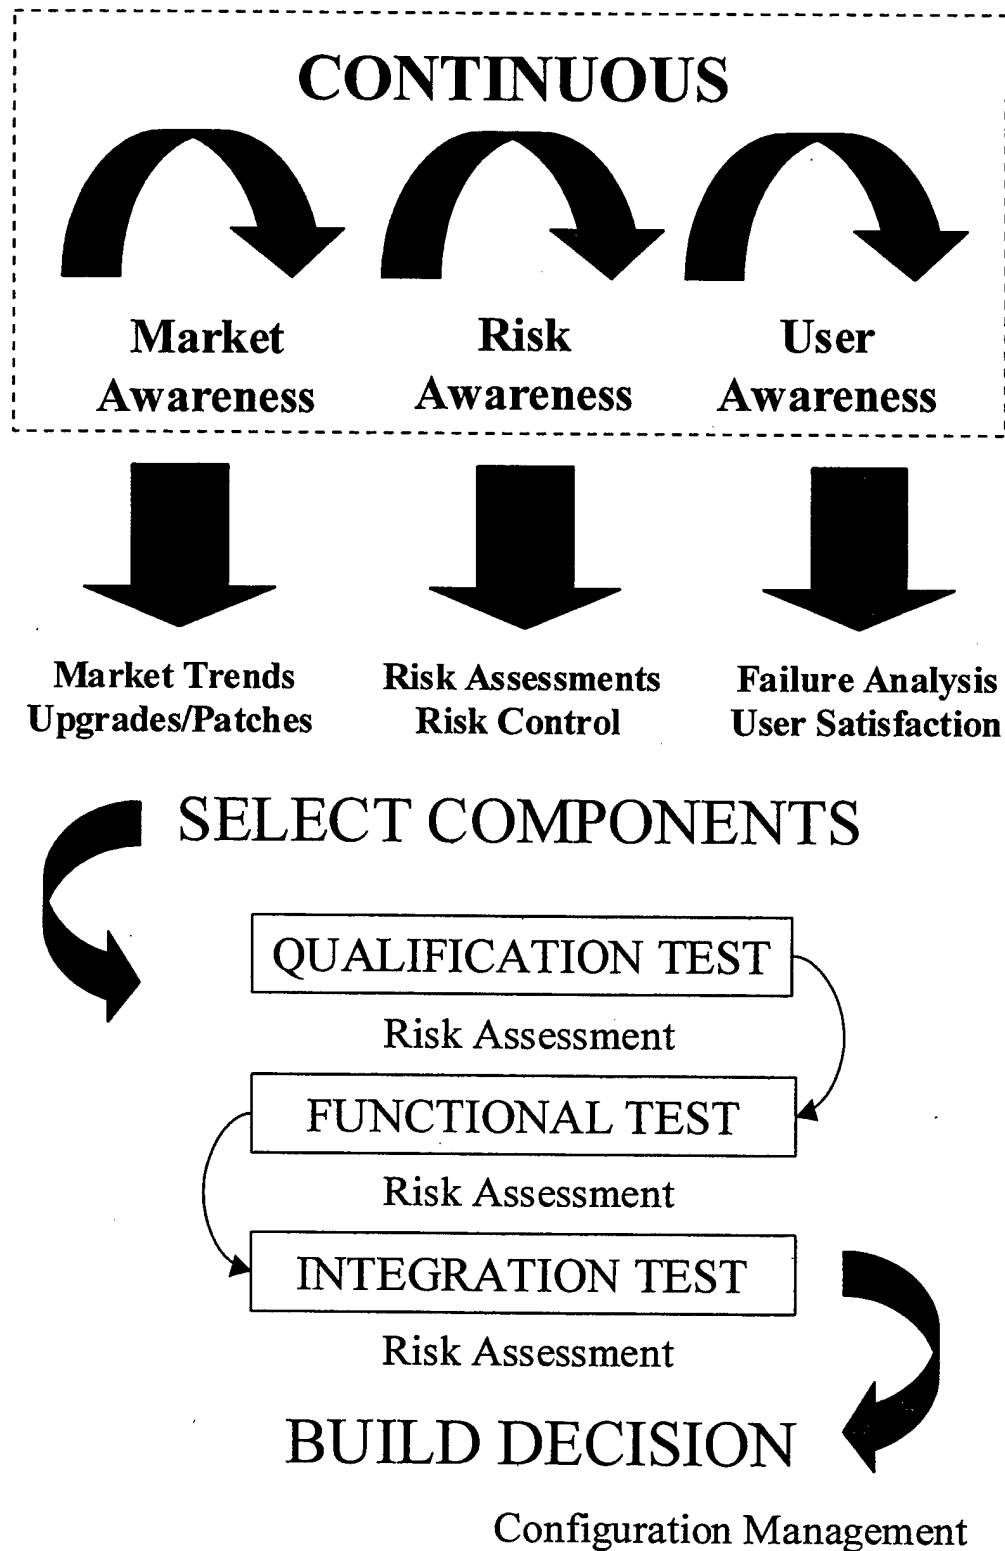 CONTINUOUS
Market
Awareness
Risk
Awareness
User
Awareness
Market Trends
Upgrades/Patches
Risk Assessments
Risk Control
Failure Analysis
User Satisfaction
SELECT COMPONENTS
QUALIFICATION TEST
Risk Assessment
FUNCTIONAL TEST
Risk Assessment
INTEGRATION TEST
Risk Assessment
BUILD DECISION
Configuration Management